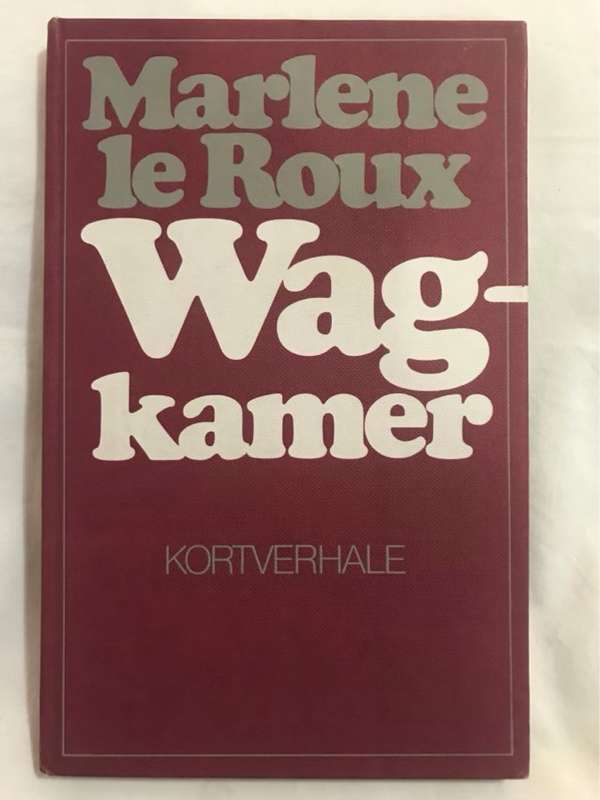 Marlene
le Roux
Wag-
kamer
KORTVERHALE